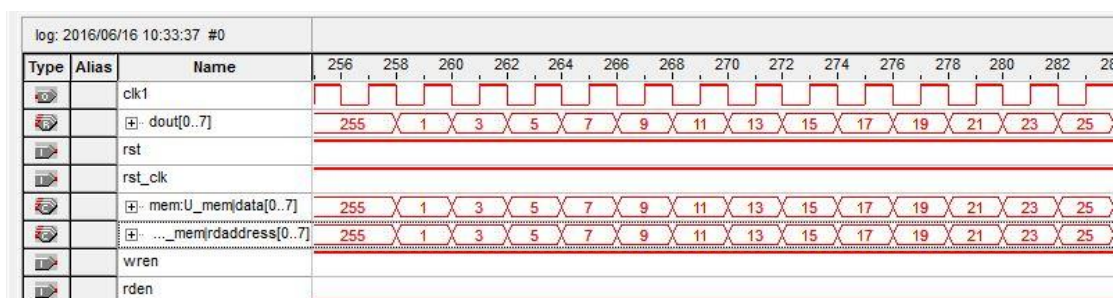 log: 2016/06/16 10:33:37 #0
Type Alias Name 256 258 260 262 264 266 268 270 272 274 276 278 280 282 28
clk1
dout[0..7] 255 1 3 5 7 9 11 13 15 17 19 21 23 25
rst
rst_clk
mem:U_mem|data[0..7] 255 1 3 5 7 9 11 13 15 17 19 21 23 25
..._mem|rdaddress[0..7] 255 1 3 5 7 9 11 13 15 17 19 21 23 25
wren
rden